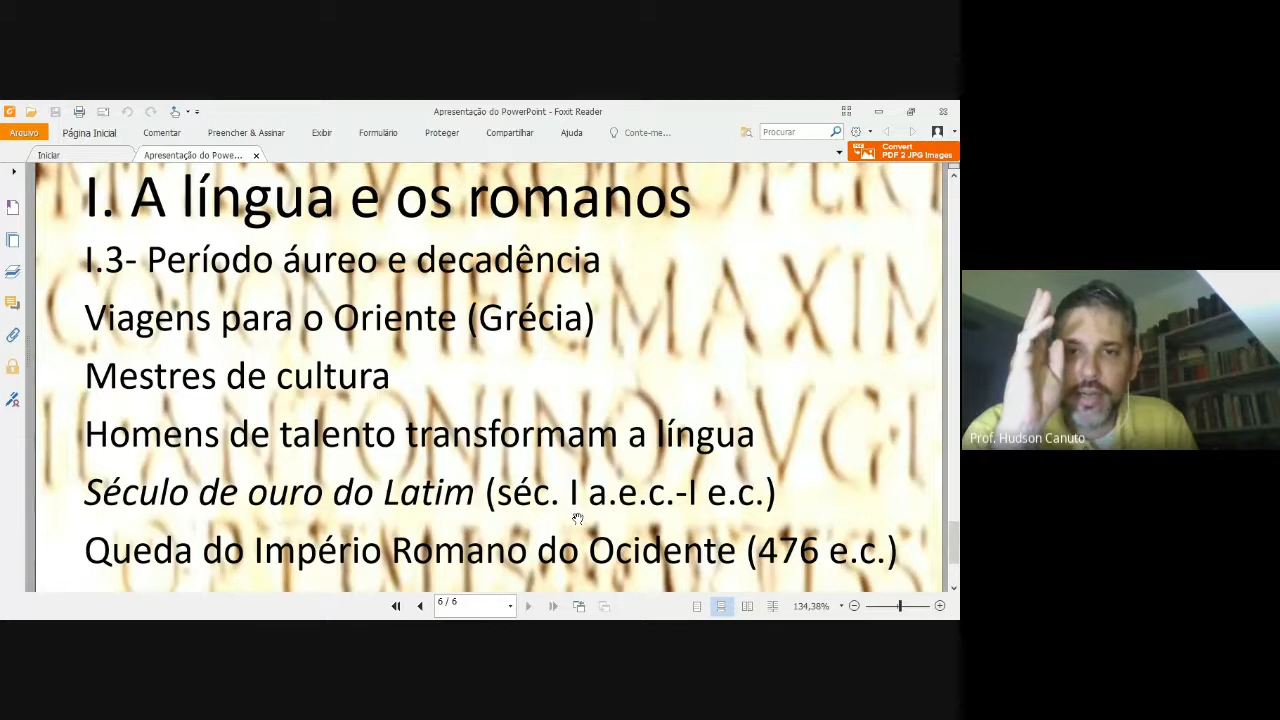 Apresentação do PowerPoint - Foxit Reader
Arquivo Página Inicial Comentar Preencher & Assinar Exibir Formulário Proteger Compartilhar Ajuda Conte-me... Procurar
Iniciar Apresentação do Powe...
Convert
PDF 2 JPG Images
I. A língua e os romanos
I.3- Período áureo e decadência
Viagens para o Oriente (Grécia)
Mestres de cultura
Homens de talento transformam a língua
Século de ouro do Latim (séc. I a.e.c.-I e.c.)
Queda do Império Romano do Ocidente (476 e.c.)
Prof. Hudson Canuto
6 / 6 134,38%
MAXIM
ANTONINO AVG